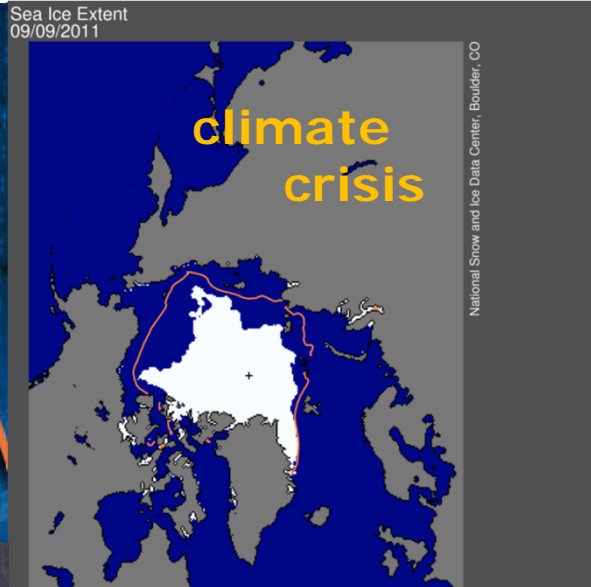 Sea Ice Extent
09/09/2011
climate
crisis
National Snow and Ice Data Center, Boulder, CO